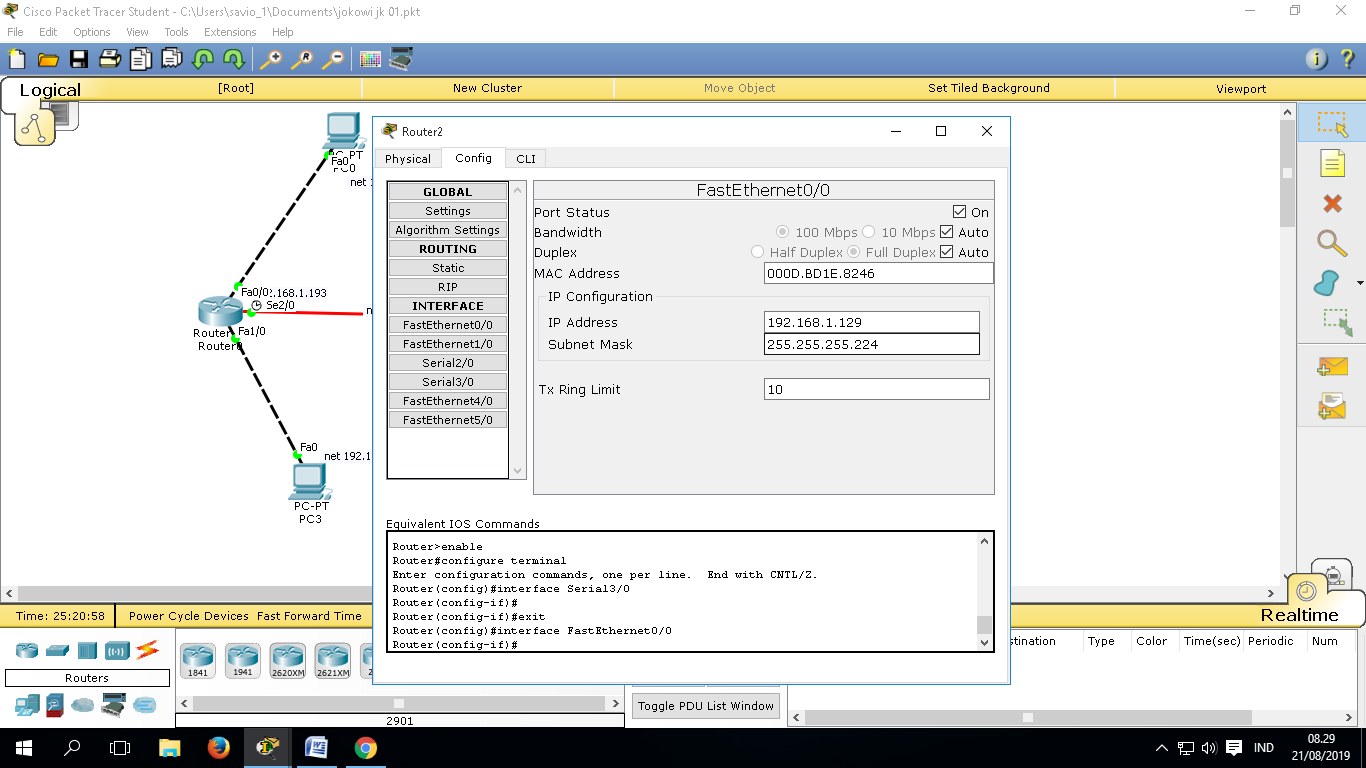 Cisco Packet Tracer Student - C:\Users\savio_1\Documents\jokowi jk 01.pkt
File Edit Options View Tools Extensions Help
Logical [Root] New Cluster Move Object Set Tiled Background Viewport
PC-PT
PC0
Fa0
net 1
Fa0/0
2.168.1.193
Se2/0
Router
Router0
Fa1/0
Fa0
net 192.1
PC-PT
PC3
Router2
Physical Config CLI
GLOBAL
Settings
Algorithm Settings
ROUTING
Static
RIP
INTERFACE
FastEthernet0/0
FastEthernet1/0
Serial2/0
Serial3/0
FastEthernet4/0
FastEthernet5/0
FastEthernet0/0
Port Status On
Bandwidth 100 Mbps 10 Mbps Auto
Duplex Half Duplex Full Duplex Auto
MAC Address 000D.BD1E.8246
IP Configuration
IP Address 192.168.1.129
Subnet Mask 255.255.255.224
Tx Ring Limit 10
Equivalent IOS Commands
Router>enable
Router#configure terminal
Enter configuration commands, one per line. End with CNTL/Z.
Router(config)#interface Serial3/0
Router(config-if)#
Router(config-if)#exit
Router(config)#interface FastEthernet0/0
Router(config-if)#
Time: 25:20:58 Power Cycle Devices Fast Forward Time Realtime
Routers
1841 1941 2620XM 2621XM
2901
stination Type Color Time(sec) Periodic Num
Toggle PDU List Window
IND
08.29
21/08/2019